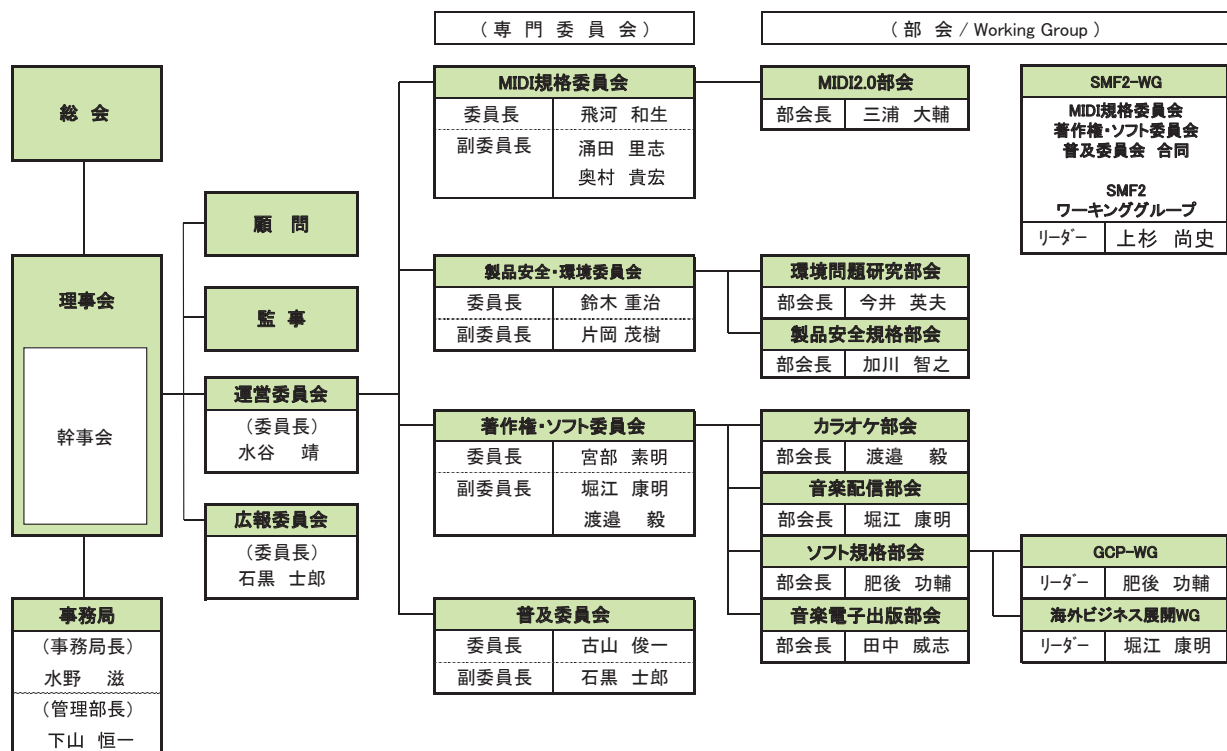 (専門委員会)
(部会 / Working Group)
総会
理事会
幹事会
事務局
(事務局長)
水野 滋
(管理部長)
下山 恒一
顧問
監事
運営委員会
(委員長)
水谷 靖
広報委員会
(委員長)
石黒 士郎
MIDI規格委員会
委員長 飛河 和生
副委員長 涌田 里志
奥村 貴宏
製品安全・環境委員会
委員長 鈴木 重治
副委員長 片岡 茂樹
著作権・ソフト委員会
委員長 宮部 素明
副委員長 堀江 康明
渡邉 毅
普及委員会
委員長 古山 俊一
副委員長 石黒 士郎
MIDI2.0部会
部会長 三浦 大輔
環境問題研究部会
部会長 今井 英夫
製品安全規格部会
部会長 加川 智之
カラオケ部会
部会長 渡邉 毅
音楽配信部会
部会長 堀江 康明
ソフト規格部会
部会長 肥後 功輔
音楽電子出版部会
部会長 田中 威志
SMF2-WG
MIDI規格委員会
著作権・ソフト委員会
普及委員会 合同
SMF2
ワーキンググループ
リーダー 上杉 尚史
GCP-WG
リーダー 肥後 功輔
海外ビジネス展開WG
リーダー 堀江 康明